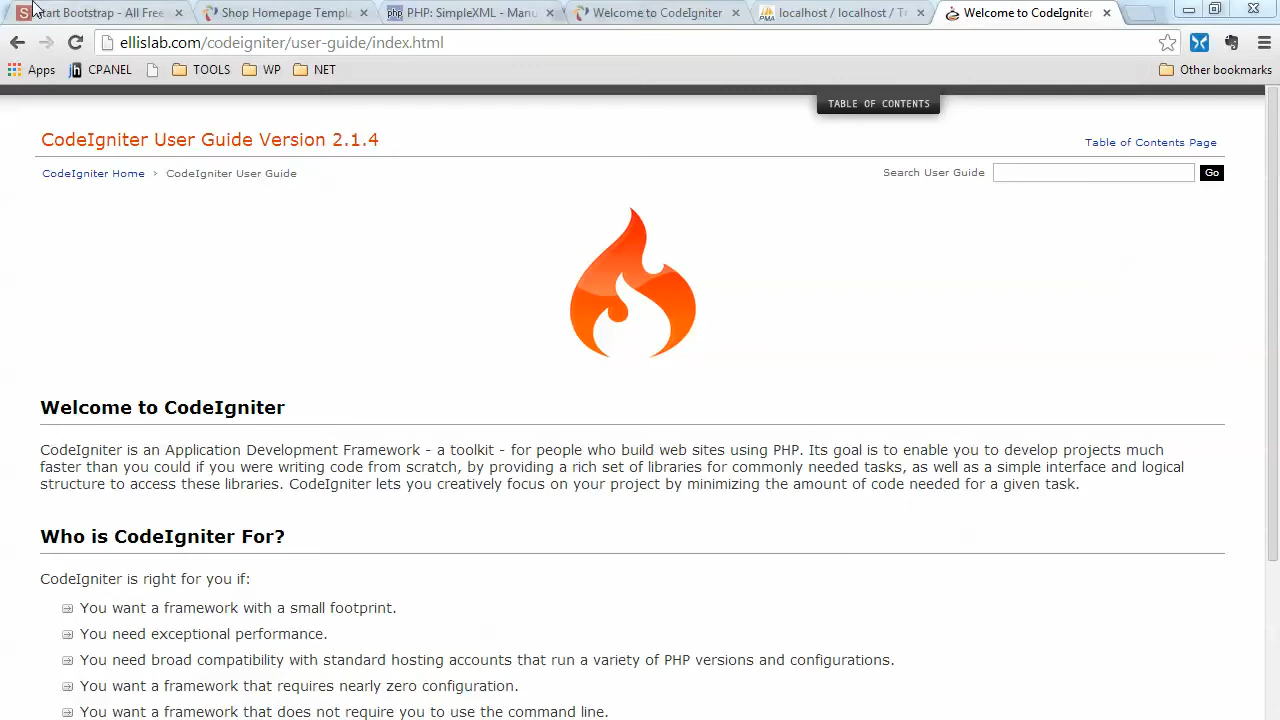 Start Bootstrap - All Free
Shop Homepage Templ
PHP: SimpleXML - Manu
Welcome to CodeIgniter
localhost / localhost / T
Welcome to CodeIgniter
ellislab.com/codeigniter/user-guide/index.html
Apps
CPANEL
TOOLS
WP
NET
Other bookmarks
TABLE OF CONTENTS
CodeIgniter User Guide Version 2.1.4
Table of Contents Page
CodeIgniter Home › CodeIgniter User Guide
Search User Guide
Go
Welcome to CodeIgniter
CodeIgniter is an Application Development Framework - a toolkit - for people who build web sites using PHP. Its goal is to enable you to develop projects much
faster than you could if you were writing code from scratch, by providing a rich set of libraries for commonly needed tasks, as well as a simple interface and logical
structure to access these libraries. CodeIgniter lets you creatively focus on your project by minimizing the amount of code needed for a given task.
Who is CodeIgniter For?
CodeIgniter is right for you if:
You want a framework with a small footprint.
You need exceptional performance.
You need broad compatibility with standard hosting accounts that run a variety of PHP versions and configurations.
You want a framework that requires nearly zero configuration.
You want a framework that does not require you to use the command line.